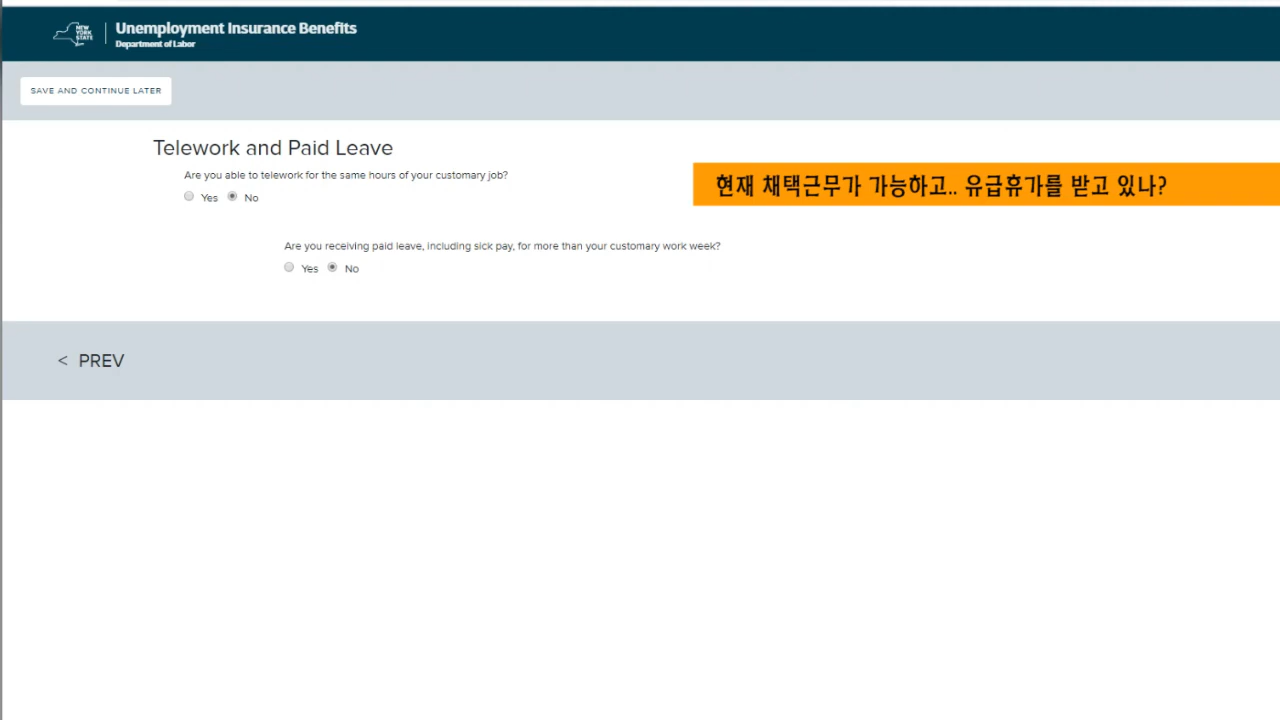 NEW
YORK
STATE
Unemployment Insurance Benefits
Department of Labor
SAVE AND CONTINUE LATER
Telework and Paid Leave
Are you able to telework for the same hours of your customary job?
Yes No
현재 채택근무가 가능하고.. 유급휴가를 받고 있나?
Are you receiving paid leave, including sick pay, for more than your customary work week?
Yes No
< PREV